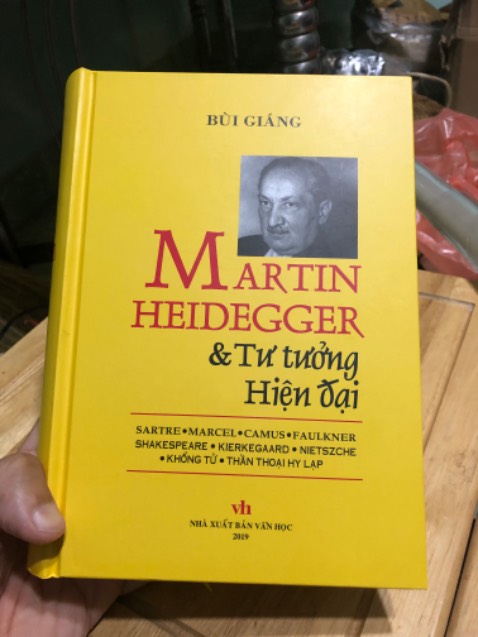 BÙI GIÁNG
MARTIN
HEIDEGGER
& Tư tưởng
Hiện đại
SARTRE • MARCEL • CAMUS • FAULKNER
SHAKESPEARE • KIERKEGAARD • NIETSZCHE
• KHỔNG TỬ • THẦN THOẠI HY LẠP
vh
NHÀ XUẤT BẢN VĂN HỌC
2019